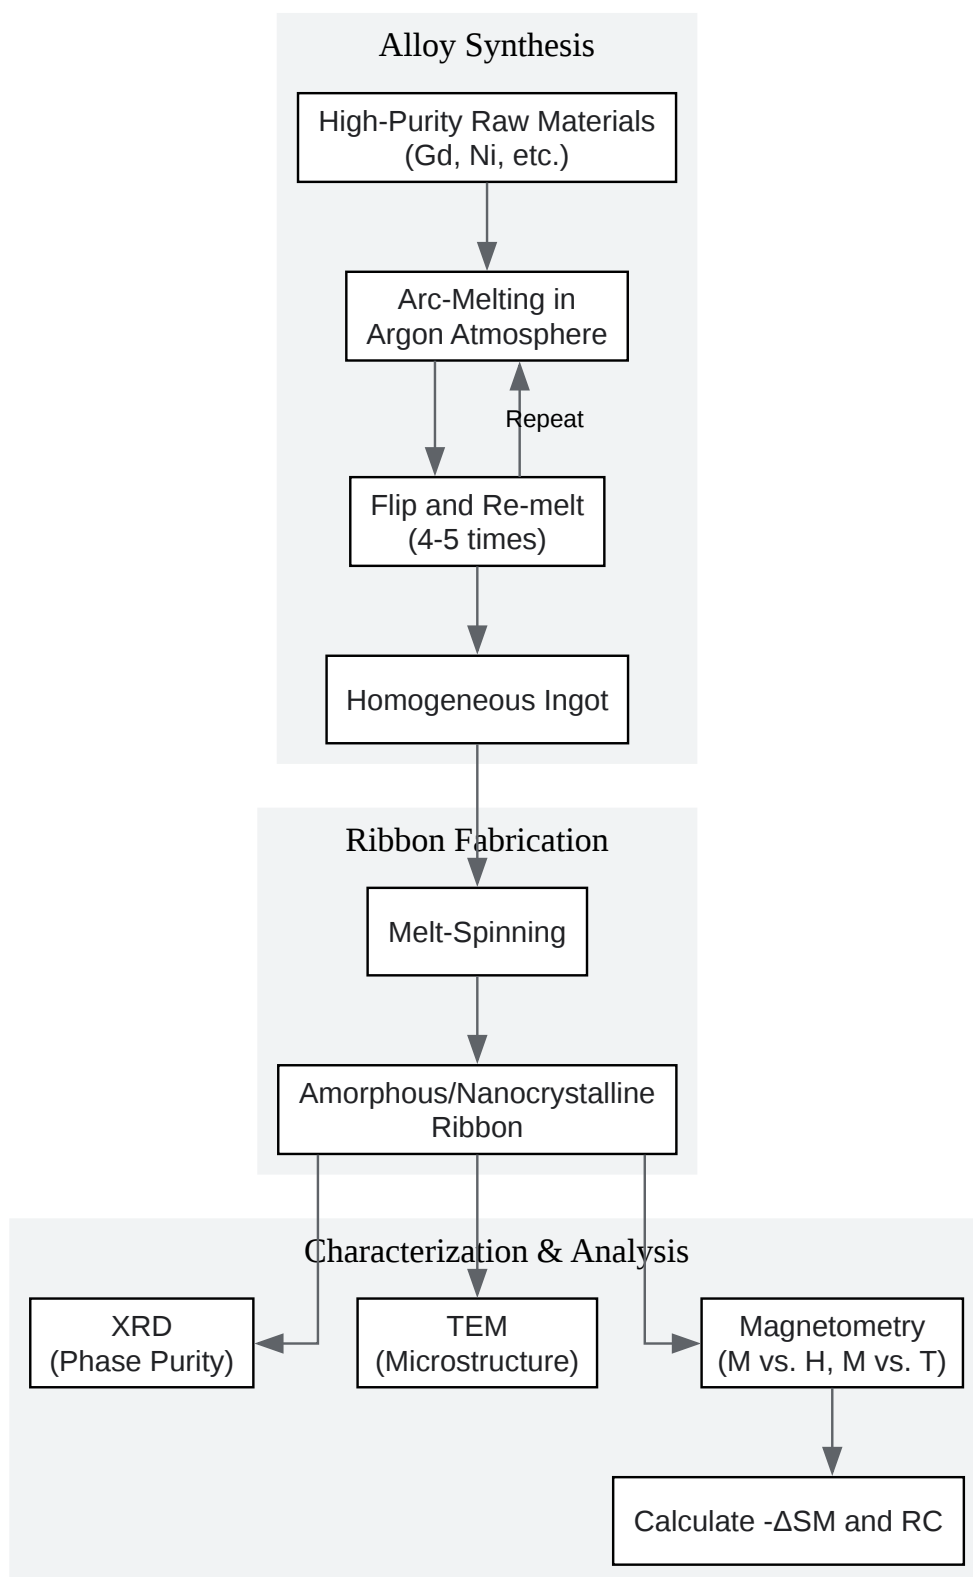 Alloy Synthesis
High-Purity Raw Materials
(Gd, Ni, etc.)
Arc-Melting in
Argon Atmosphere
Repeat
Flip and Re-melt
(4-5 times)
Homogeneous Ingot
Ribbon Fabrication
Melt-Spinning
Amorphous/Nanocrystalline
Ribbon
Characterization & Analysis
XRD
(Phase Purity)
TEM
(Microstructure)
Magnetometry
(M vs. H, M vs. T)
Calculate -ΔSM and RC